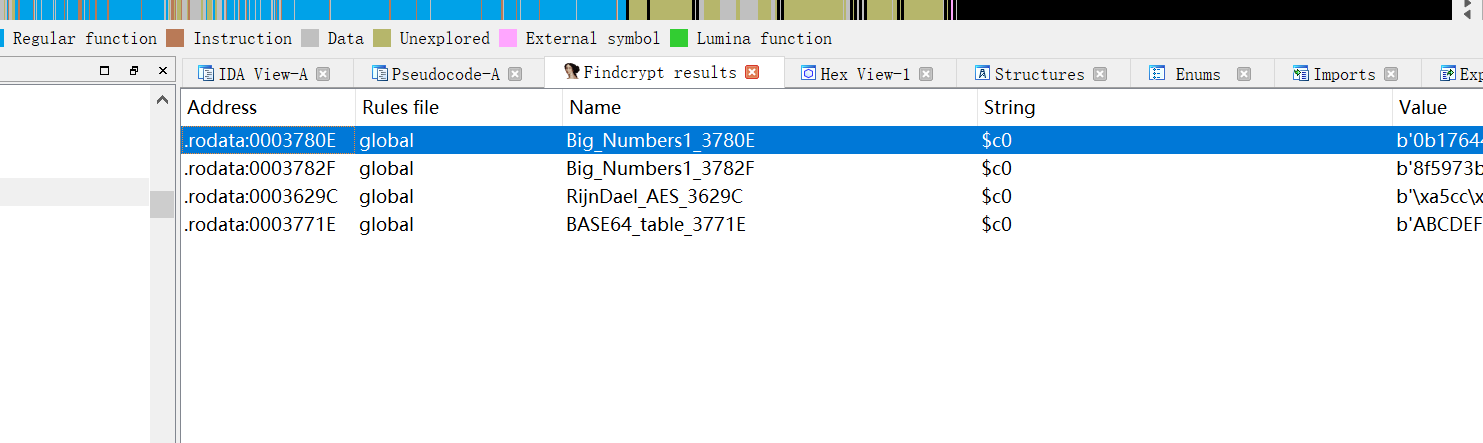 Regular function Instruction Data Unexplored External symbol Lumina function
IDA View-A Pseudocode-A Findcrypt results Hex View-1 Structures Enums Imports Exp
Address Rules file Name String Value
.rodata:0003780E global Big_Numbers1_3780E $c0 b'0b1764
.rodata:0003782F global Big_Numbers1_3782F $c0 b'8f5973b
.rodata:0003629C global RijnDael_AES_3629C $c0 b'\xa5cc\x
.rodata:0003771E global BASE64_table_3771E $c0 b'ABCDEF